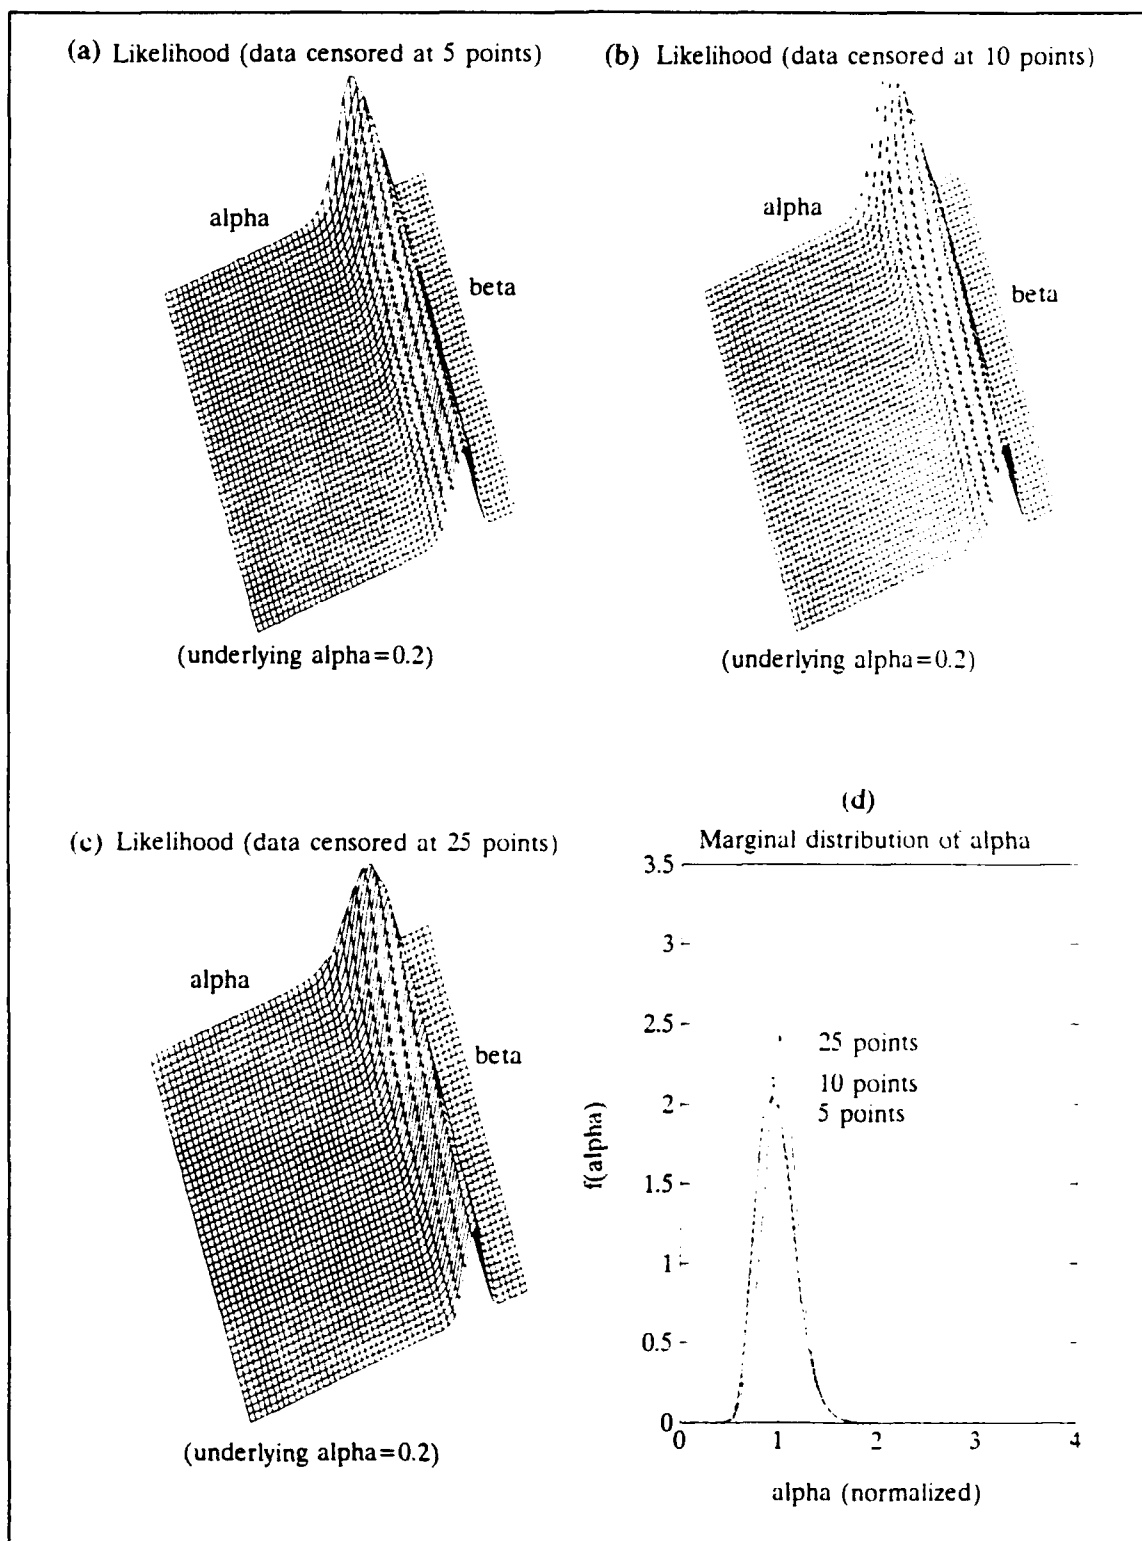 (a) Likelihood (data censored at 5 points)
(b) Likelihood (data censored at 10 points)
alpha
beta
alpha
beta
(underlying alpha=0.2)
(underlying alpha=0.2)
(c) Likelihood (data censored at 25 points)
alpha
beta
(underlying alpha=0.2)
(d)
Marginal distribution of alpha
3.5
3
2.5
2
1.5
1
0.5
0
f(alpha)
25 points
10 points
5 points
0 1 2 3 4
alpha (normalized)